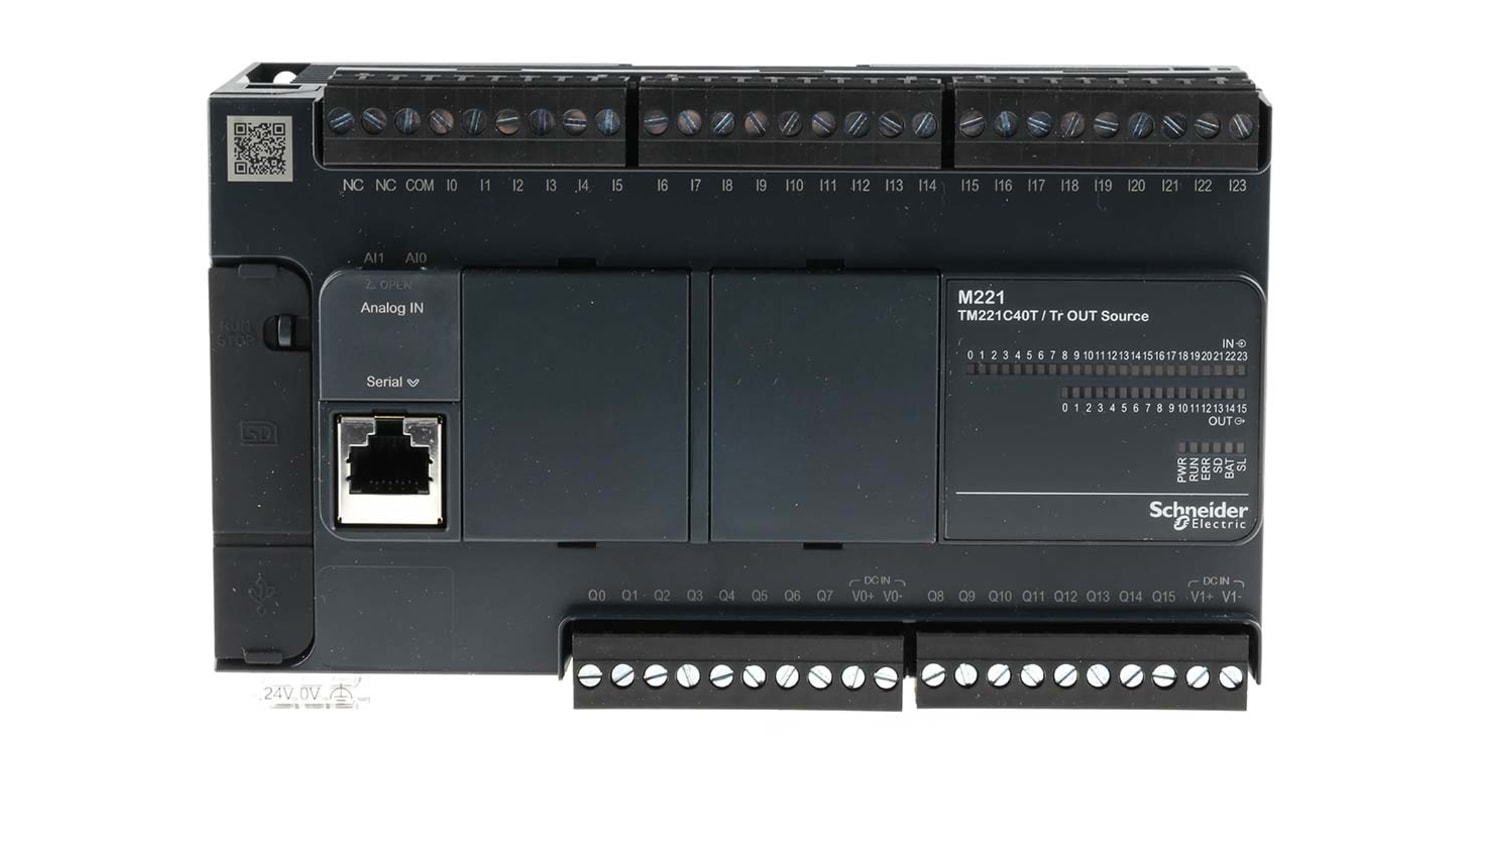 NC NC COM I0 I1 I2 I3 I4 I5 I6 I7 I8 I9 I10 I11 I12 I13 I14 I15 I16 I17 I18 I19 I20 I21 I22 I23
AI1 AI0
OPEN
Analog IN
RUN
STOP
Serial
SD
M221
TM221C40T / Tr OUT Source
IN
0 1 2 3 4 5 6 7 8 9 10 11 12 13 14 15 16 17 18 19 20 21 22 23
0 1 2 3 4 5 6 7 8 9 10 11 12 13 14 15
OUT
PWR RUN ERR SD BAT SL
Schneider
Electric
DC IN DC IN
Q0 Q1 Q2 Q3 Q4 Q5 Q6 Q7 V0+ V0- Q8 Q9 Q10 Q11 Q12 Q13 Q14 Q15 V1+ V1-
24V 0V